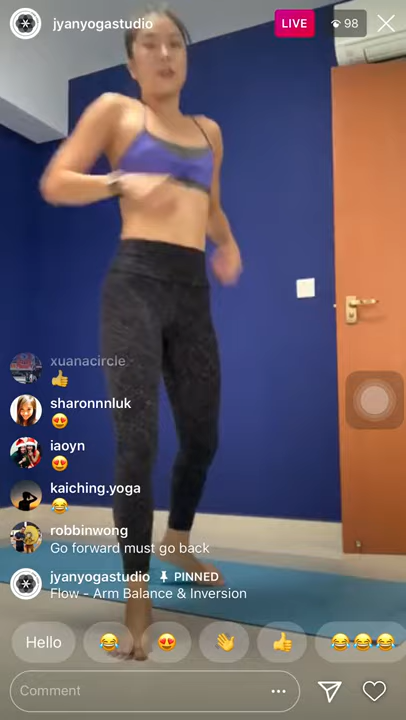 jyanyogastudio
LIVE
98
xuanacircle
👍
sharonnnluk
😍
iaoyn
😍
kaiching.yoga
😂
robbinwong
Go forward must go back
jyanyogastudio PINNED
Flow - Arm Balance & Inversion
Hello 😂 😍 👋 👍 😂😂😂
Comment